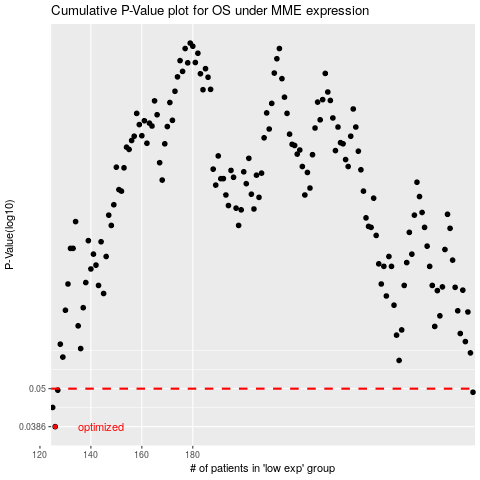 Cumulative P-Value plot for OS under MME expression
P-Value(log10)
0.05
0.0386
optimized
120 140 160 180
# of patients in 'low exp' group